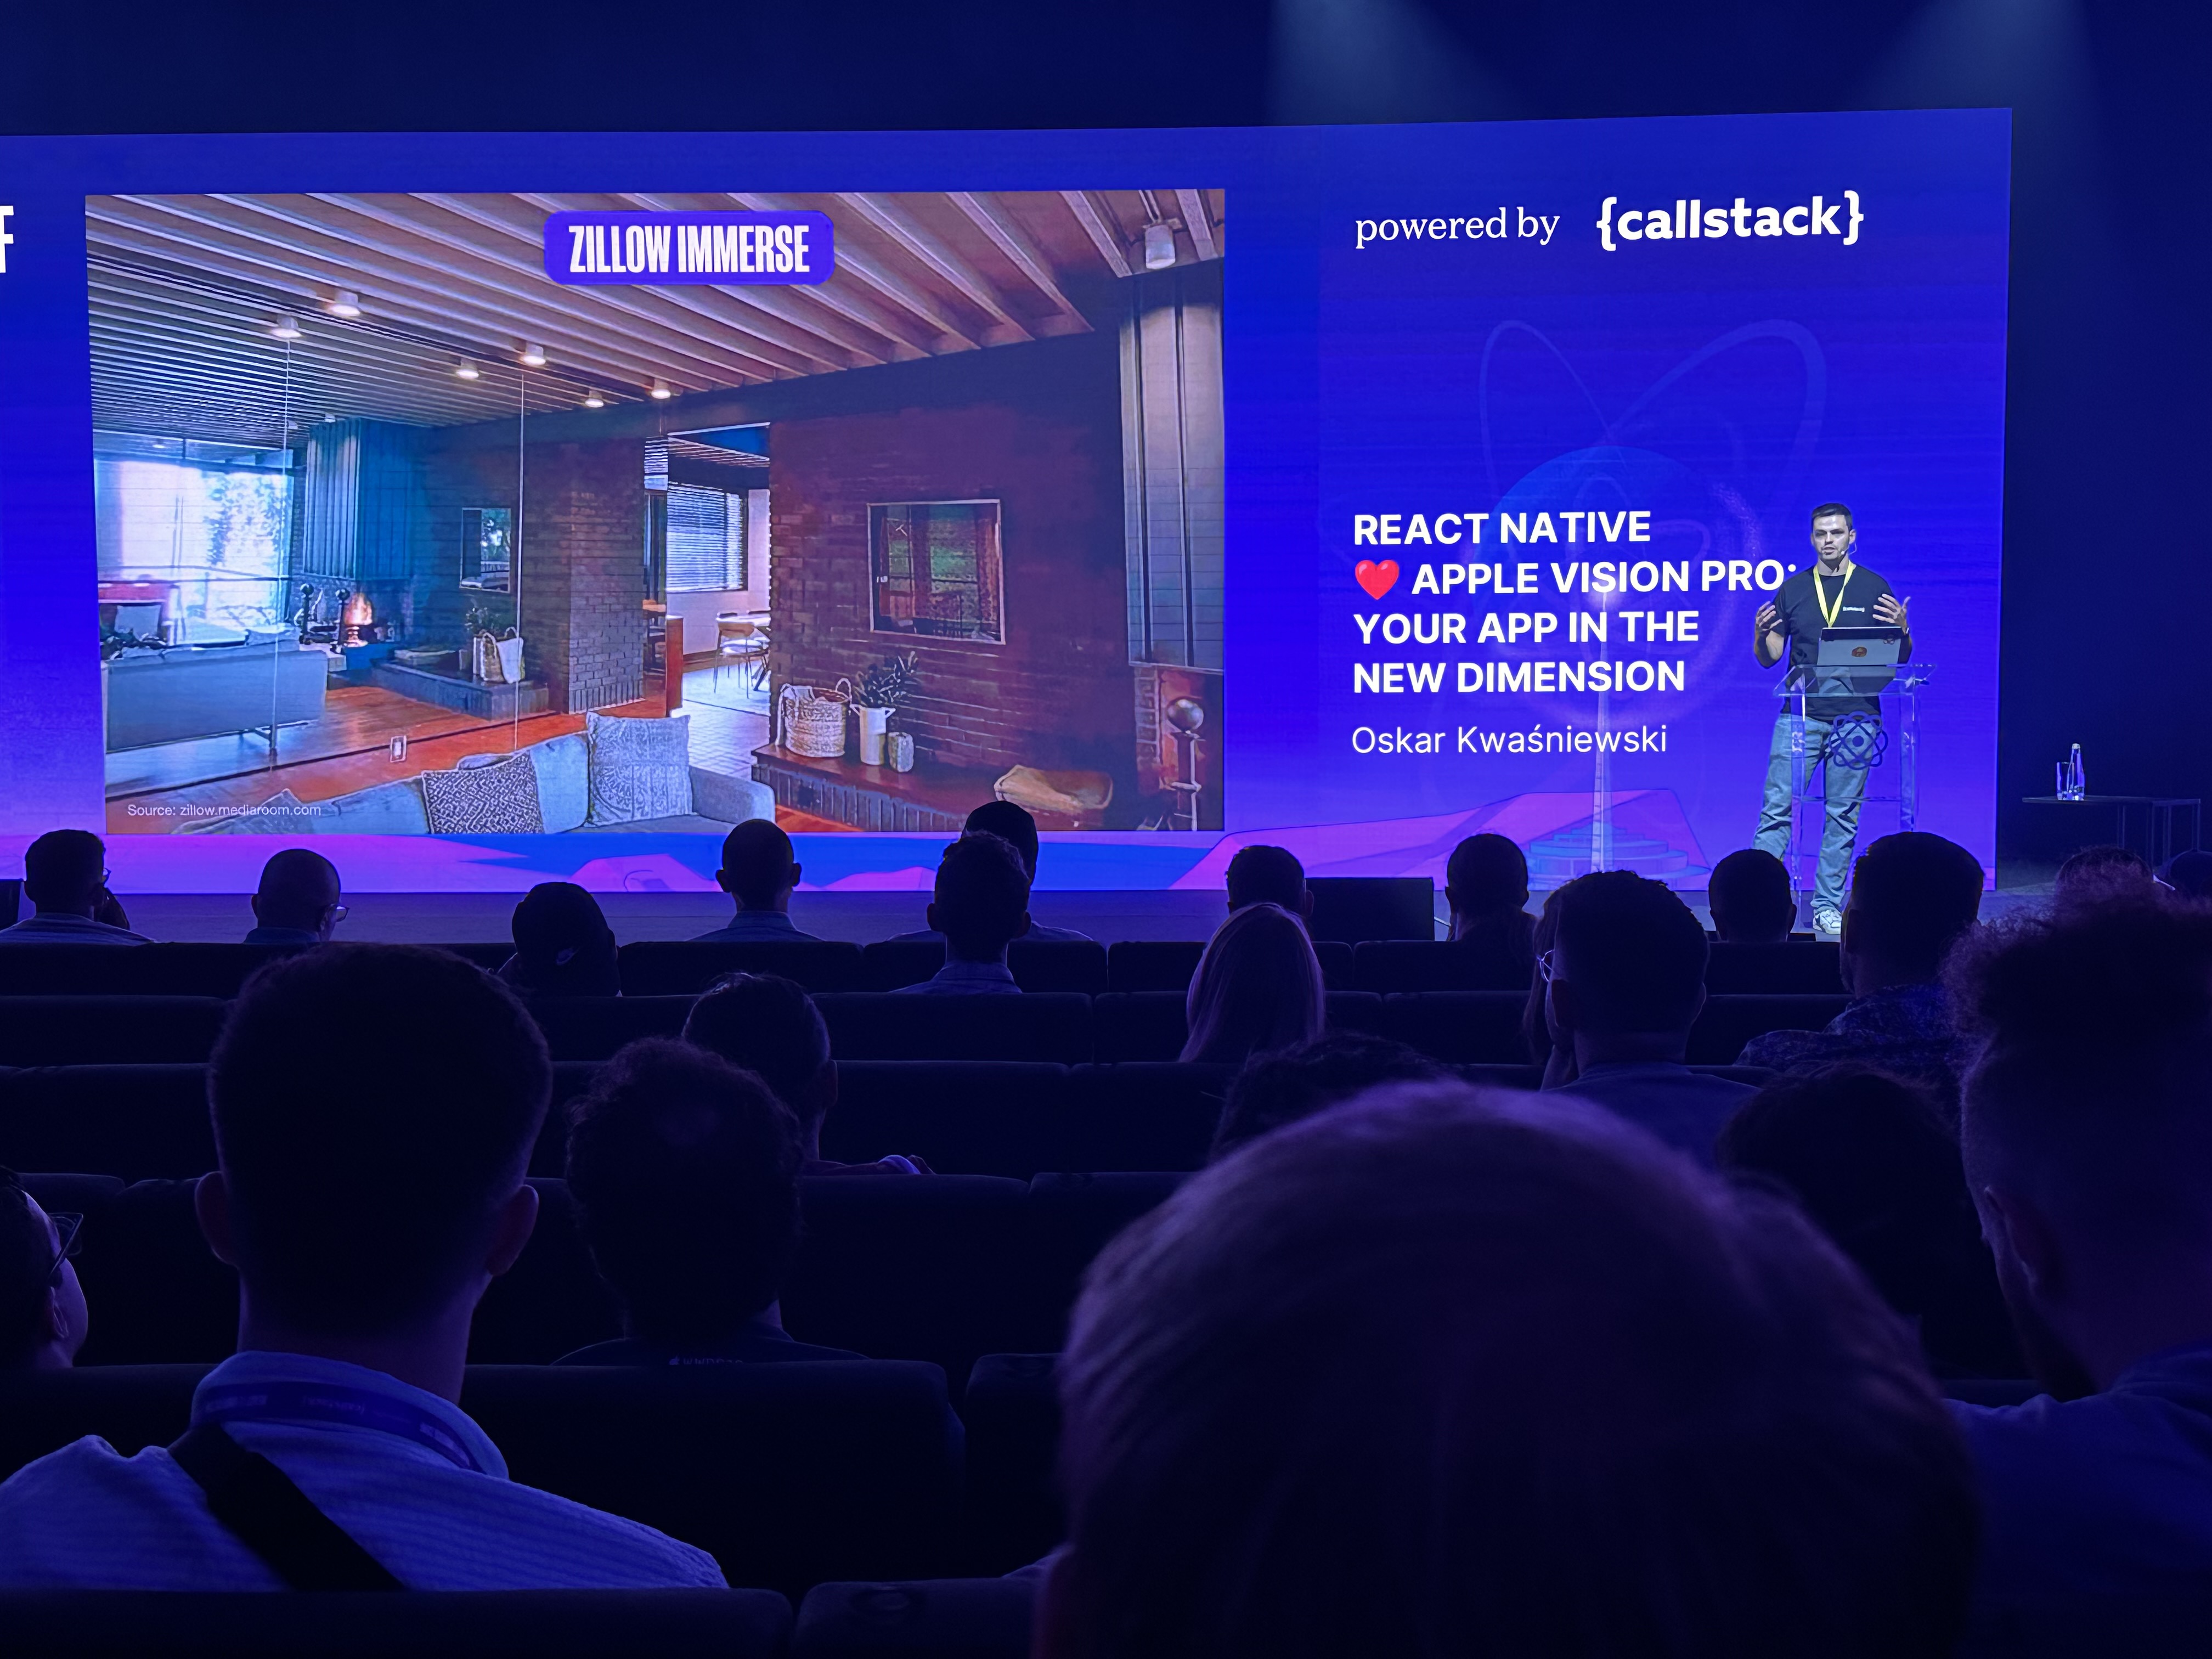 F
ZILLOW IMMERSE
Source: zillow.mediaroom.com
powered by {callstack}
REACT NATIVE
❤️ APPLE VISION PRO:
YOUR APP IN THE
NEW DIMENSION
Oskar Kwaśniewski